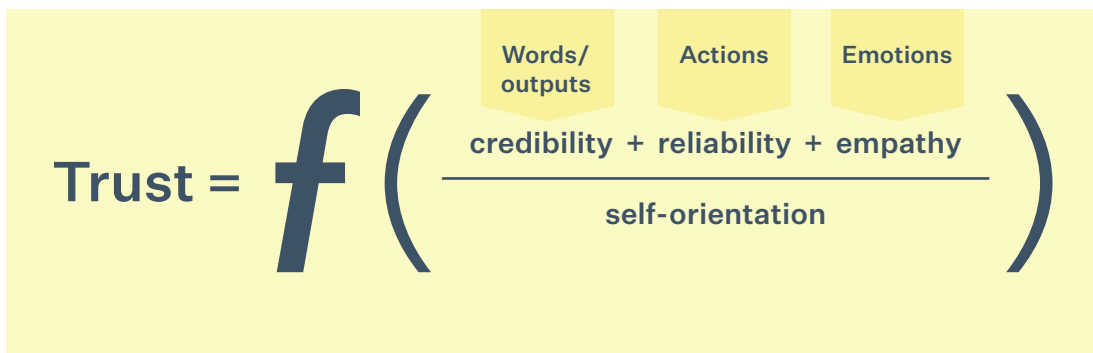 Words/
outputs
Actions
Emotions
Trust = f ( credibility + reliability + empathy
self-orientation )